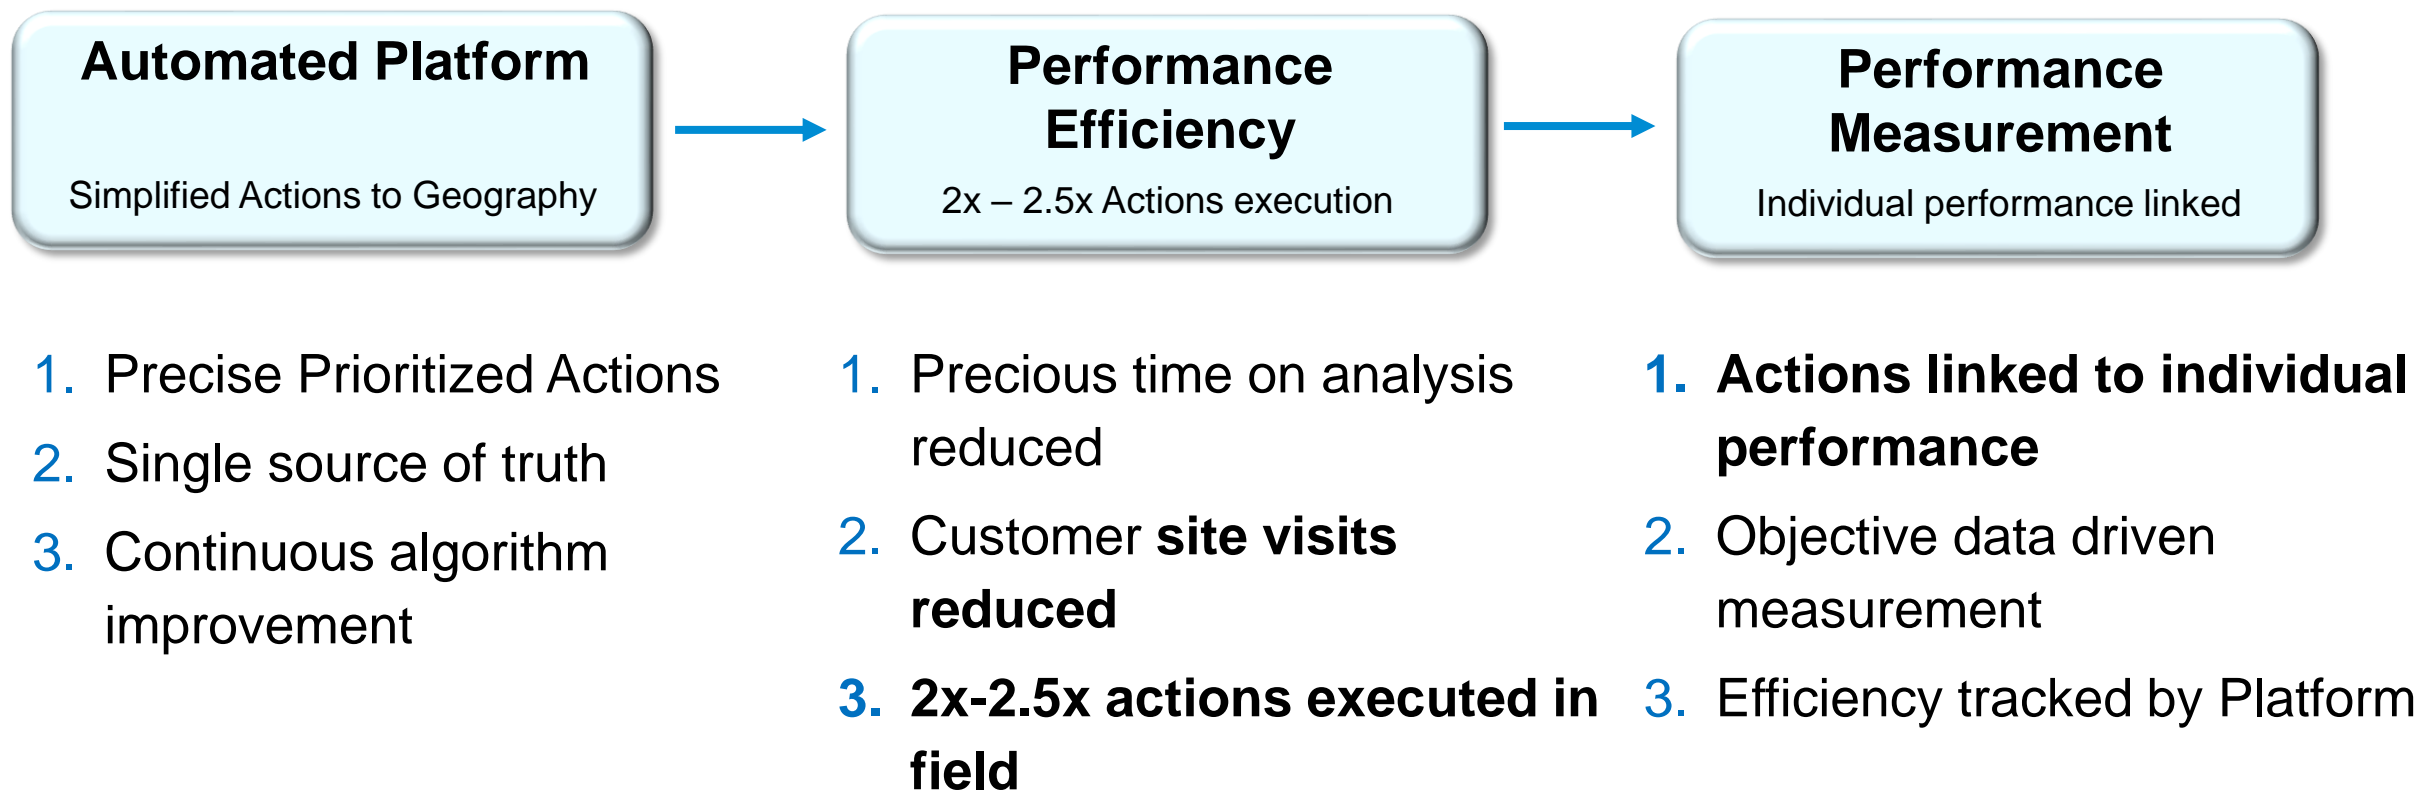 Automated Platform
Simplified Actions to Geography
Performance
Efficiency
2x – 2.5x Actions execution
Performance
Measurement
Individual performance linked
1. Precise Prioritized Actions
2. Single source of truth
3. Continuous algorithm
improvement
1. Precious time on analysis
reduced
2. Customer site visits
reduced
3. 2x-2.5x actions executed in
field
1. Actions linked to individual
performance
2. Objective data driven
measurement
3. Efficiency tracked by Platform